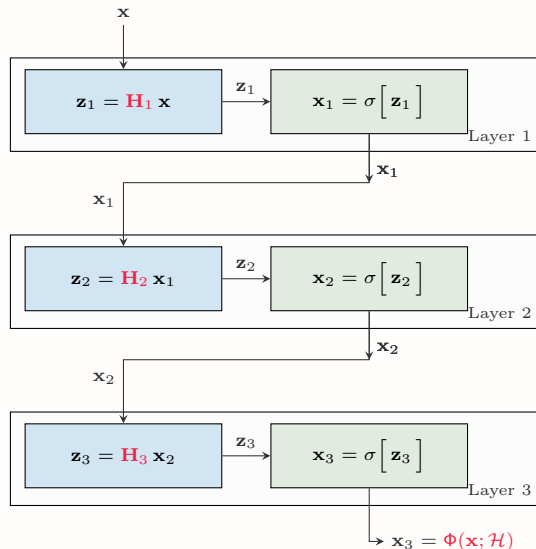 x
z₁ = H₁ x
z₁
x₁ = σ[ z₁ ]
Layer 1
x₁
x₁
z₂ = H₂ x₁
z₂
x₂ = σ[ z₂ ]
Layer 2
x₂
x₂
z₃ = H₃ x₂
z₃
x₃ = σ[ z₃ ]
Layer 3
x₃ = Φ(x; ℋ)